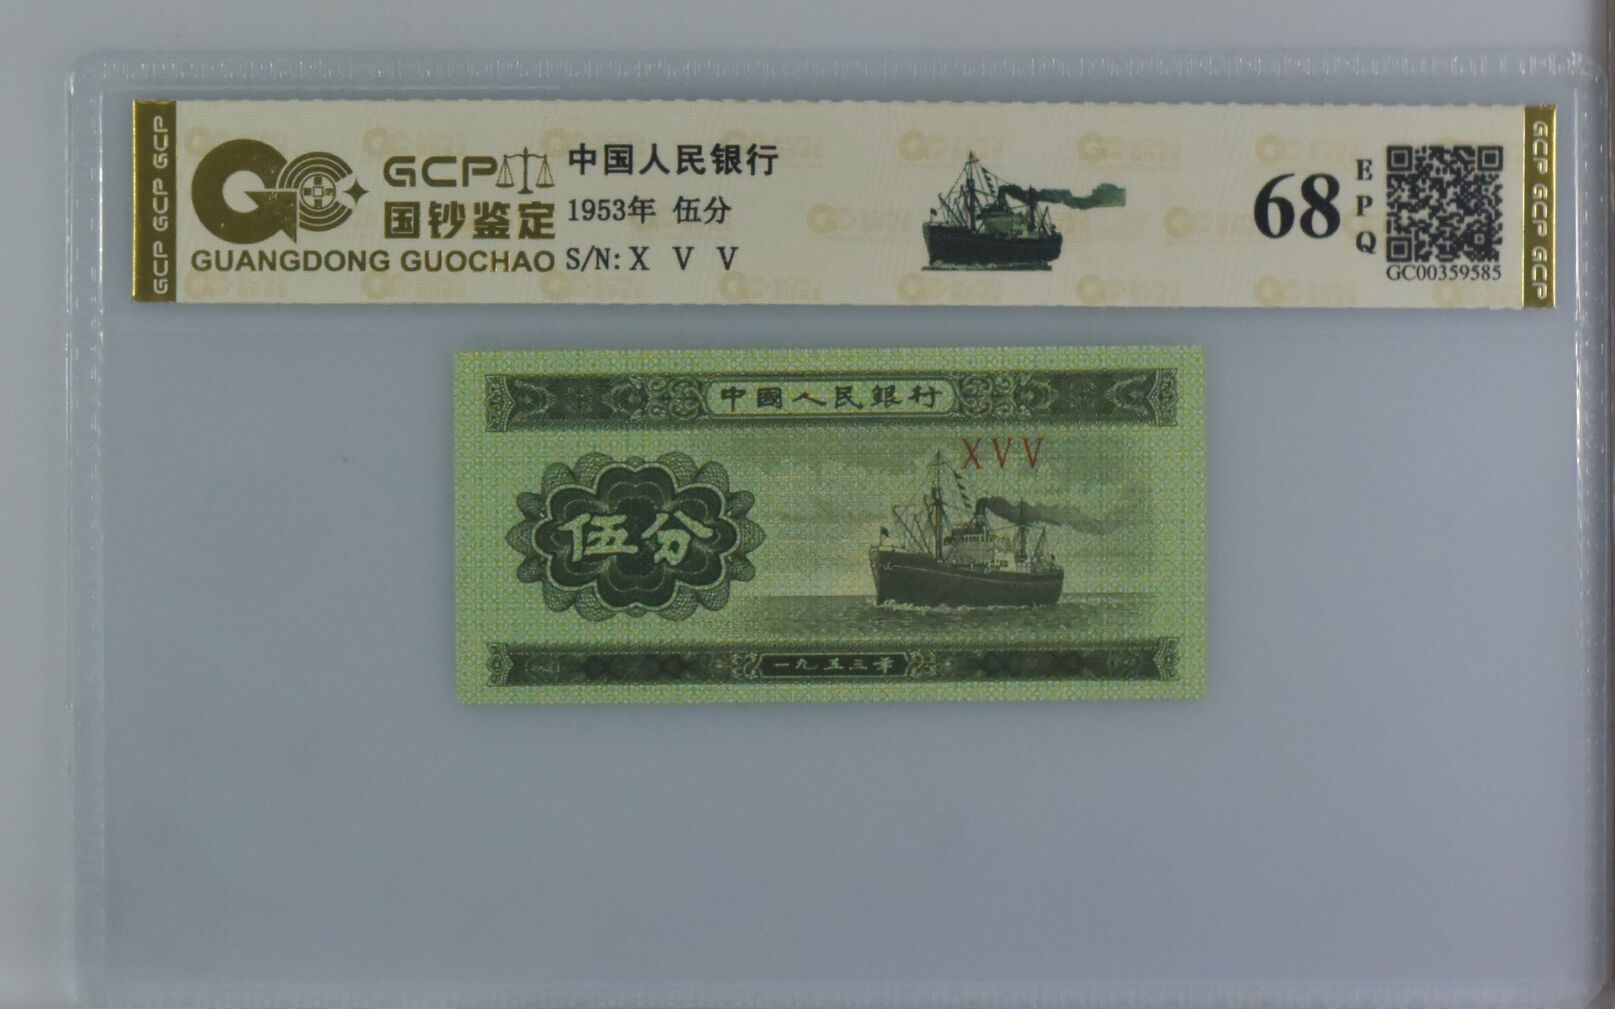 GCP GCP GCP
GCP
国钞鉴定
GUANGDONG GUOCHAO
中国人民银行
1953年 伍分
S/N: X V V
68
EPQ
GC00359585
GCP GCP GCP
中國人民銀行
XVV
伍分
一九五三年